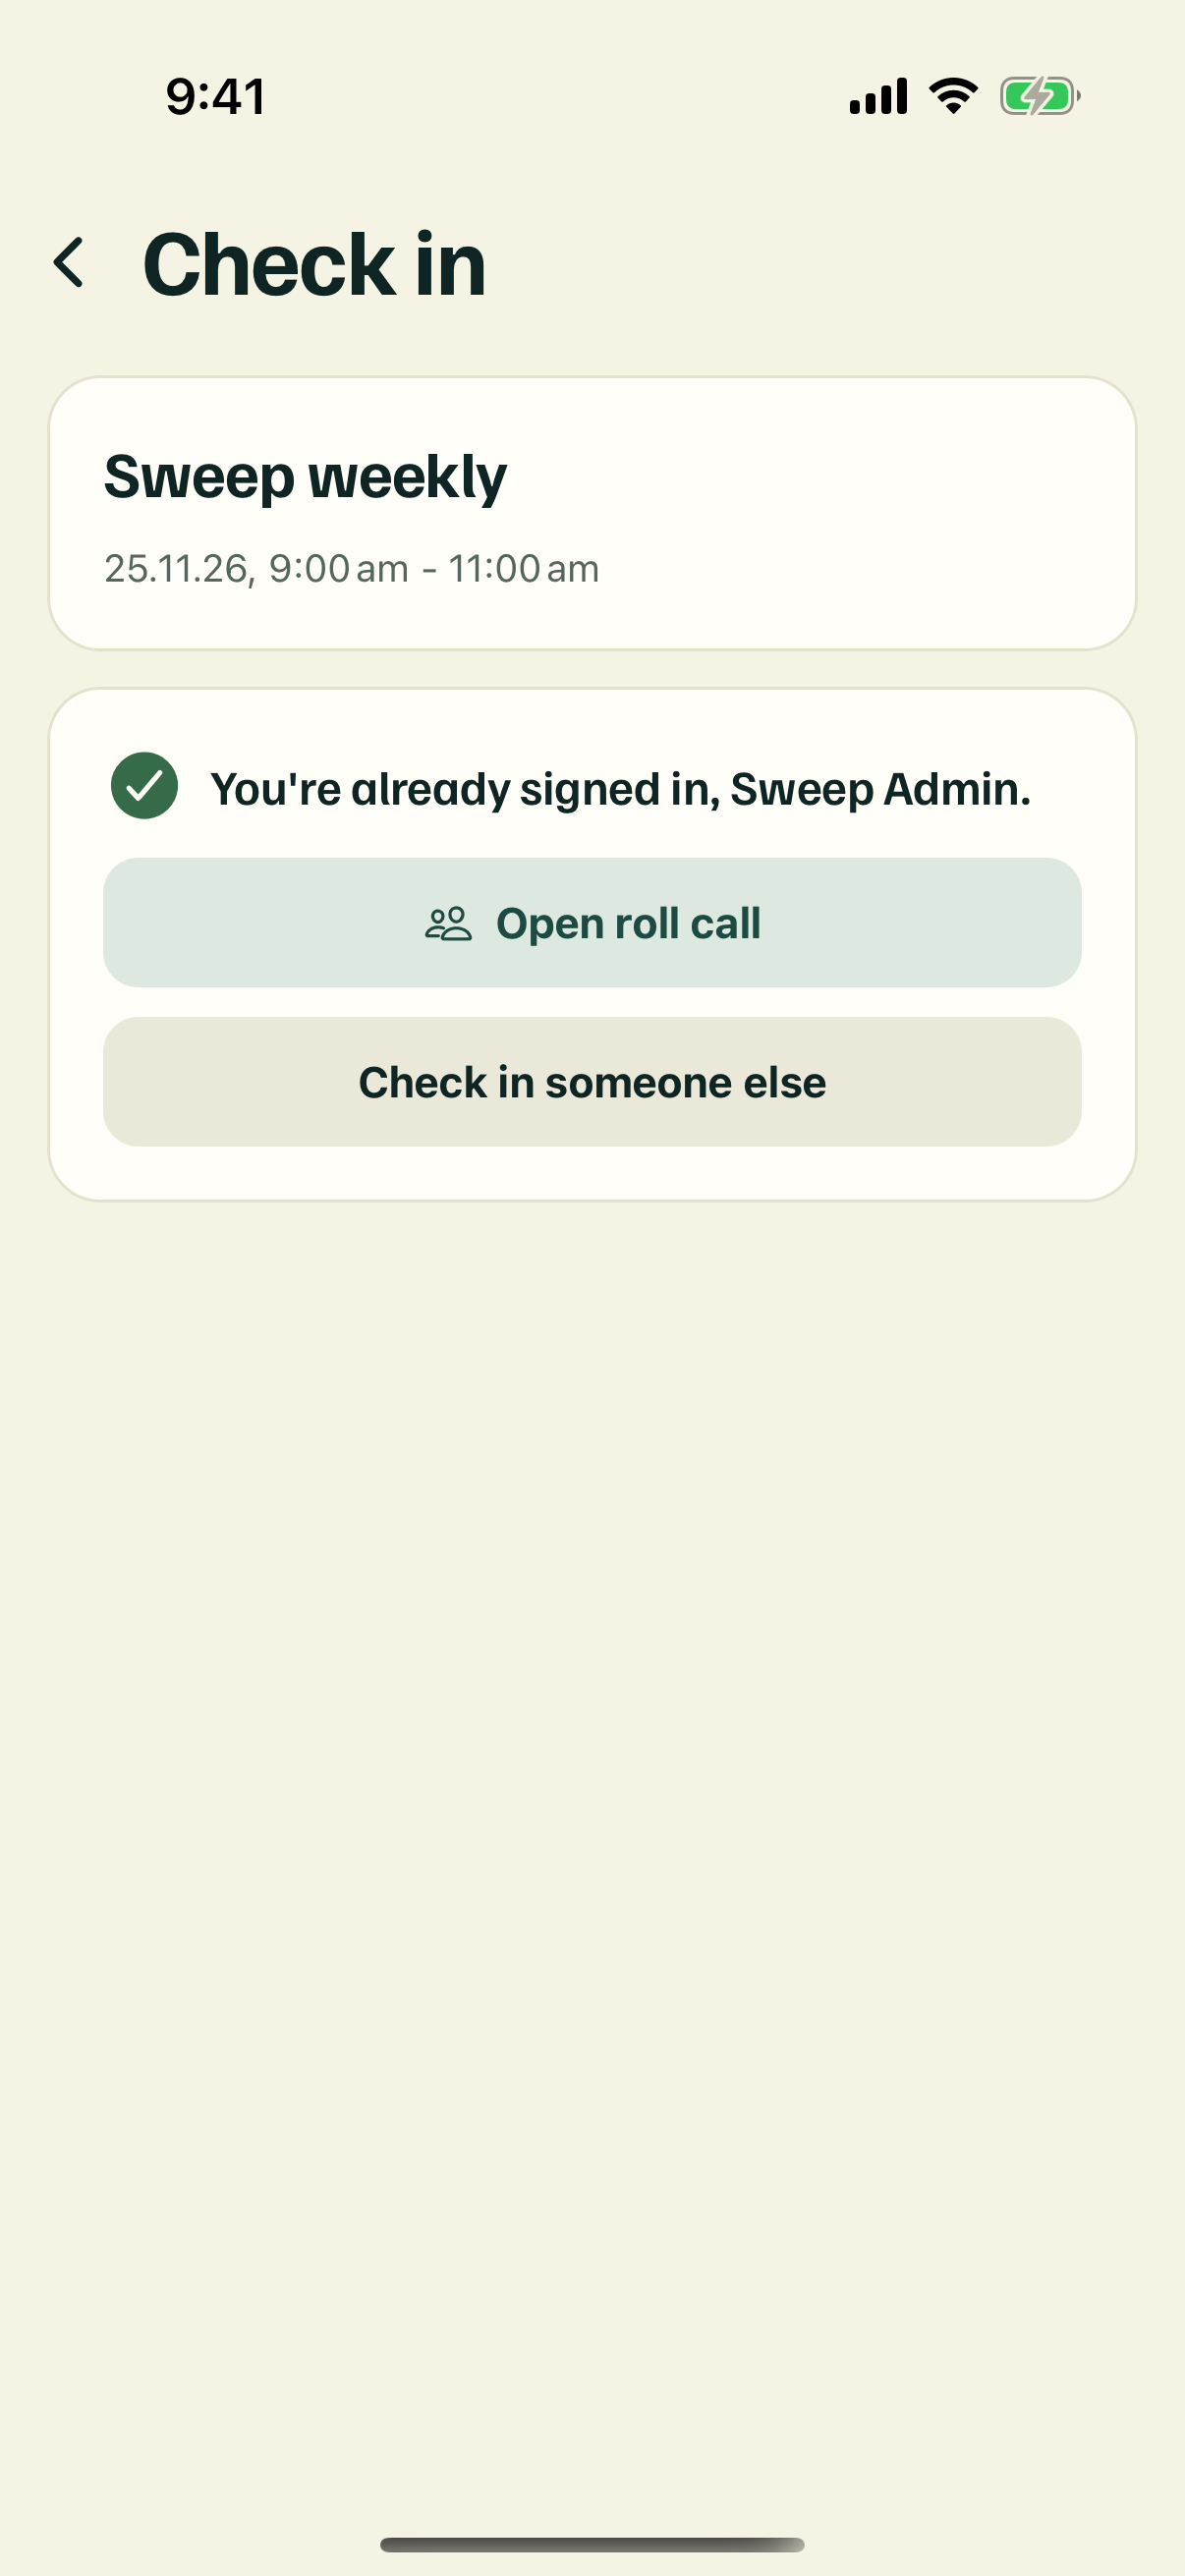 9:41
Check in
Sweep weekly
25.11.26, 9:00 am - 11:00 am
You're already signed in, Sweep Admin.
Open roll call
Check in someone else